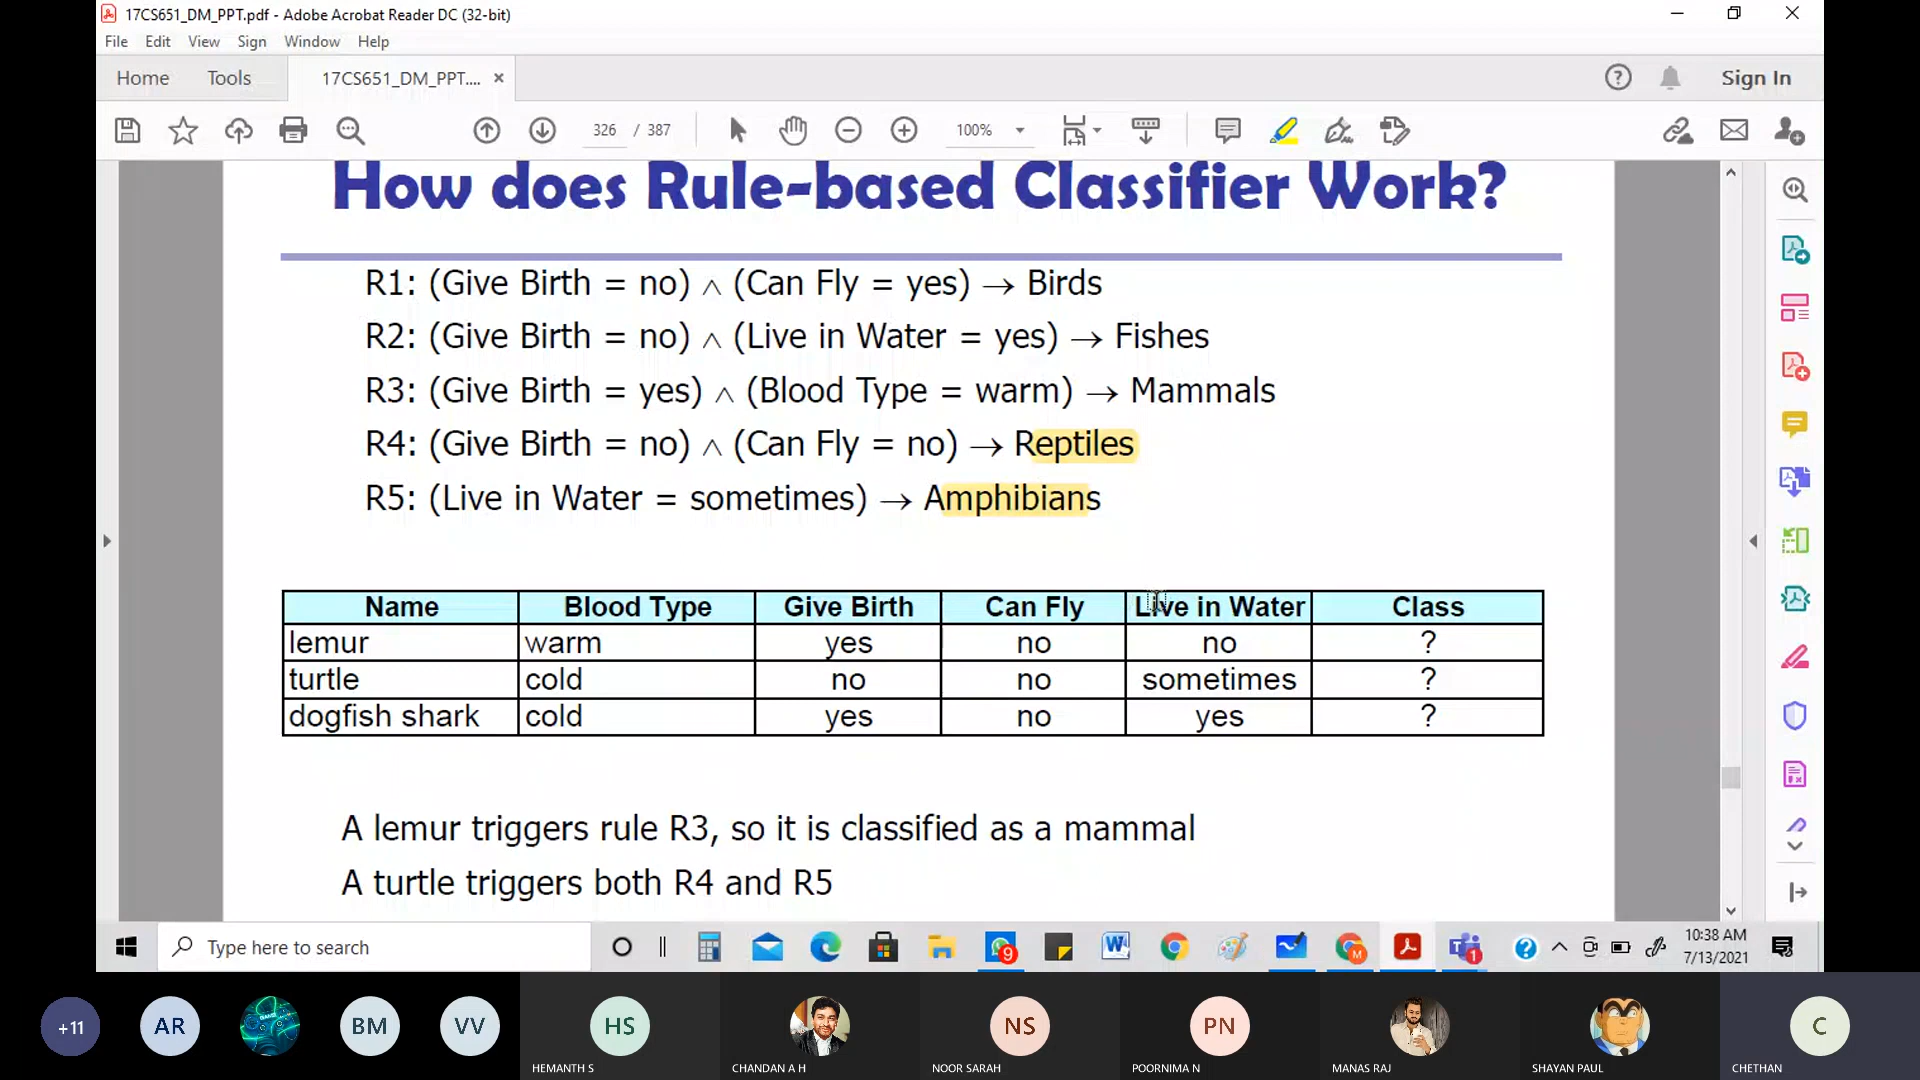 17CS651_DM_PPT.pdf - Adobe Acrobat Reader DC (32-bit)
File Edit View Sign Window Help
Home Tools 17CS651_DM_PPT.... × Sign In
326 / 387 100%
How does Rule-based Classifier Work?
R1: (Give Birth = no) ∧ (Can Fly = yes) → Birds
R2: (Give Birth = no) ∧ (Live in Water = yes) → Fishes
R3: (Give Birth = yes) ∧ (Blood Type = warm) → Mammals
R4: (Give Birth = no) ∧ (Can Fly = no) → Reptiles
R5: (Live in Water = sometimes) → Amphibians
Name Blood Type Give Birth Can Fly Live in Water Class
lemur warm yes no no ?
turtle cold no no sometimes ?
dogfish shark cold yes no yes ?
A lemur triggers rule R3, so it is classified as a mammal
A turtle triggers both R4 and R5
Type here to search
9
1
10:38 AM
7/13/2021
+11 AR BM VV HS NS PN C
HEMANTH S CHANDAN A H NOOR SARAH POORNIMA N MANAS RAJ SHAYAN PAUL CHETHAN